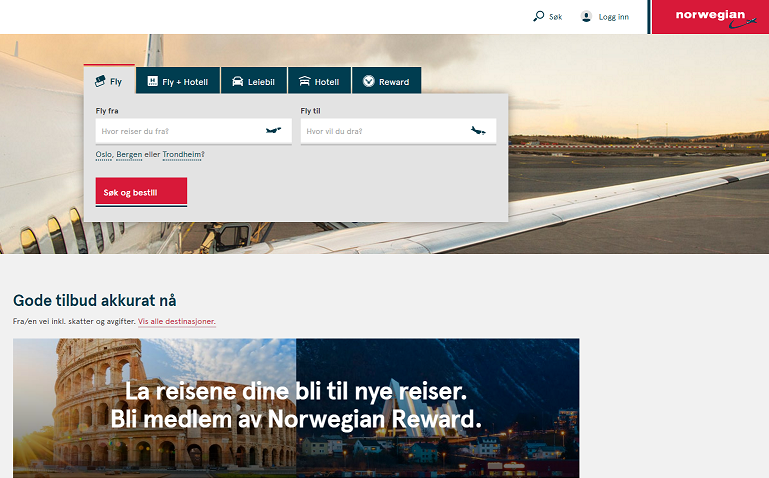 Søk
Logg inn
norwegian
Fly
Fly + Hotell
Leiebil
Hotell
Reward
Fly fra
Fly til
Hvor reiser du fra?
Hvor vil du dra?
Oslo, Bergen eller Trondheim?
Søk og bestill
Gode tilbud akkurat nå
Fra/en vei inkl. skatter og avgifter. Vis alle destinasjoner.
La reisene dine bli til nye reiser.
Bli medlem av Norwegian Reward.